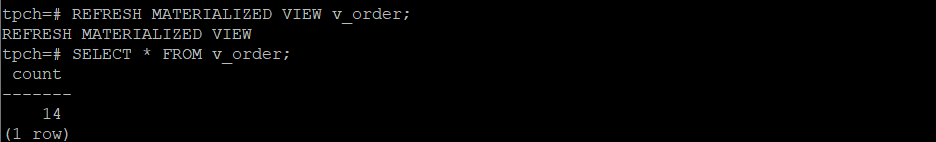 tpch=# REFRESH MATERIALIZED VIEW v_order;
REFRESH MATERIALIZED VIEW
tpch=# SELECT * FROM v_order;
 count
-------
    14
(1 row)